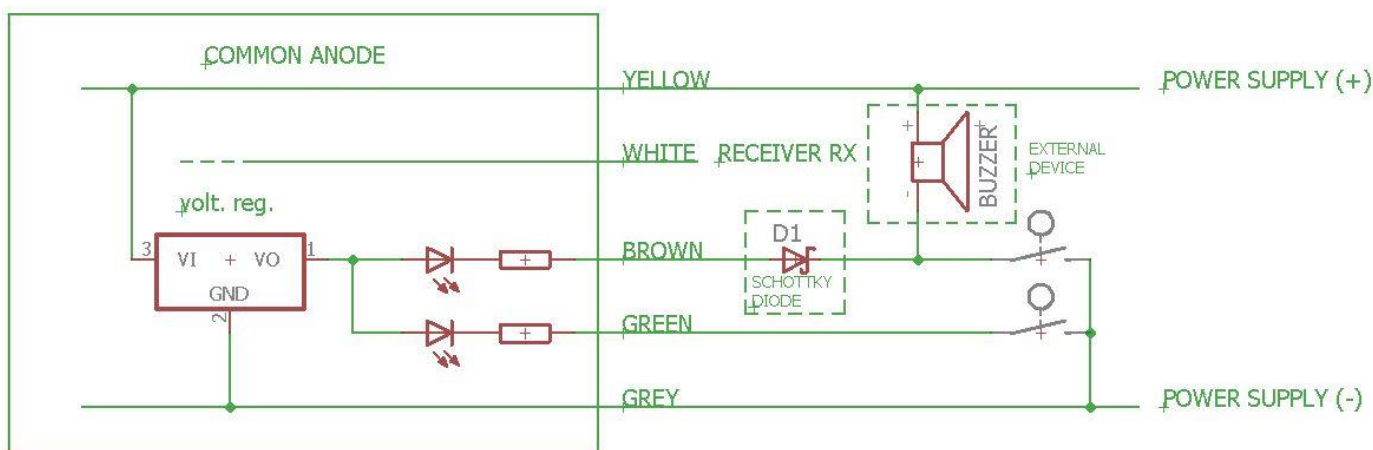 COMMON ANODE
YELLOW
POWER SUPPLY (+)
WHITE
RECEIVER RX
+
-
BUZZER
EXTERNAL
DEVICE
volt. reg.
3
VI
VO
1
GND
2
BROWN
D1
SCHOTTKY
DIODE
GREEN
GREY
POWER SUPPLY (-)